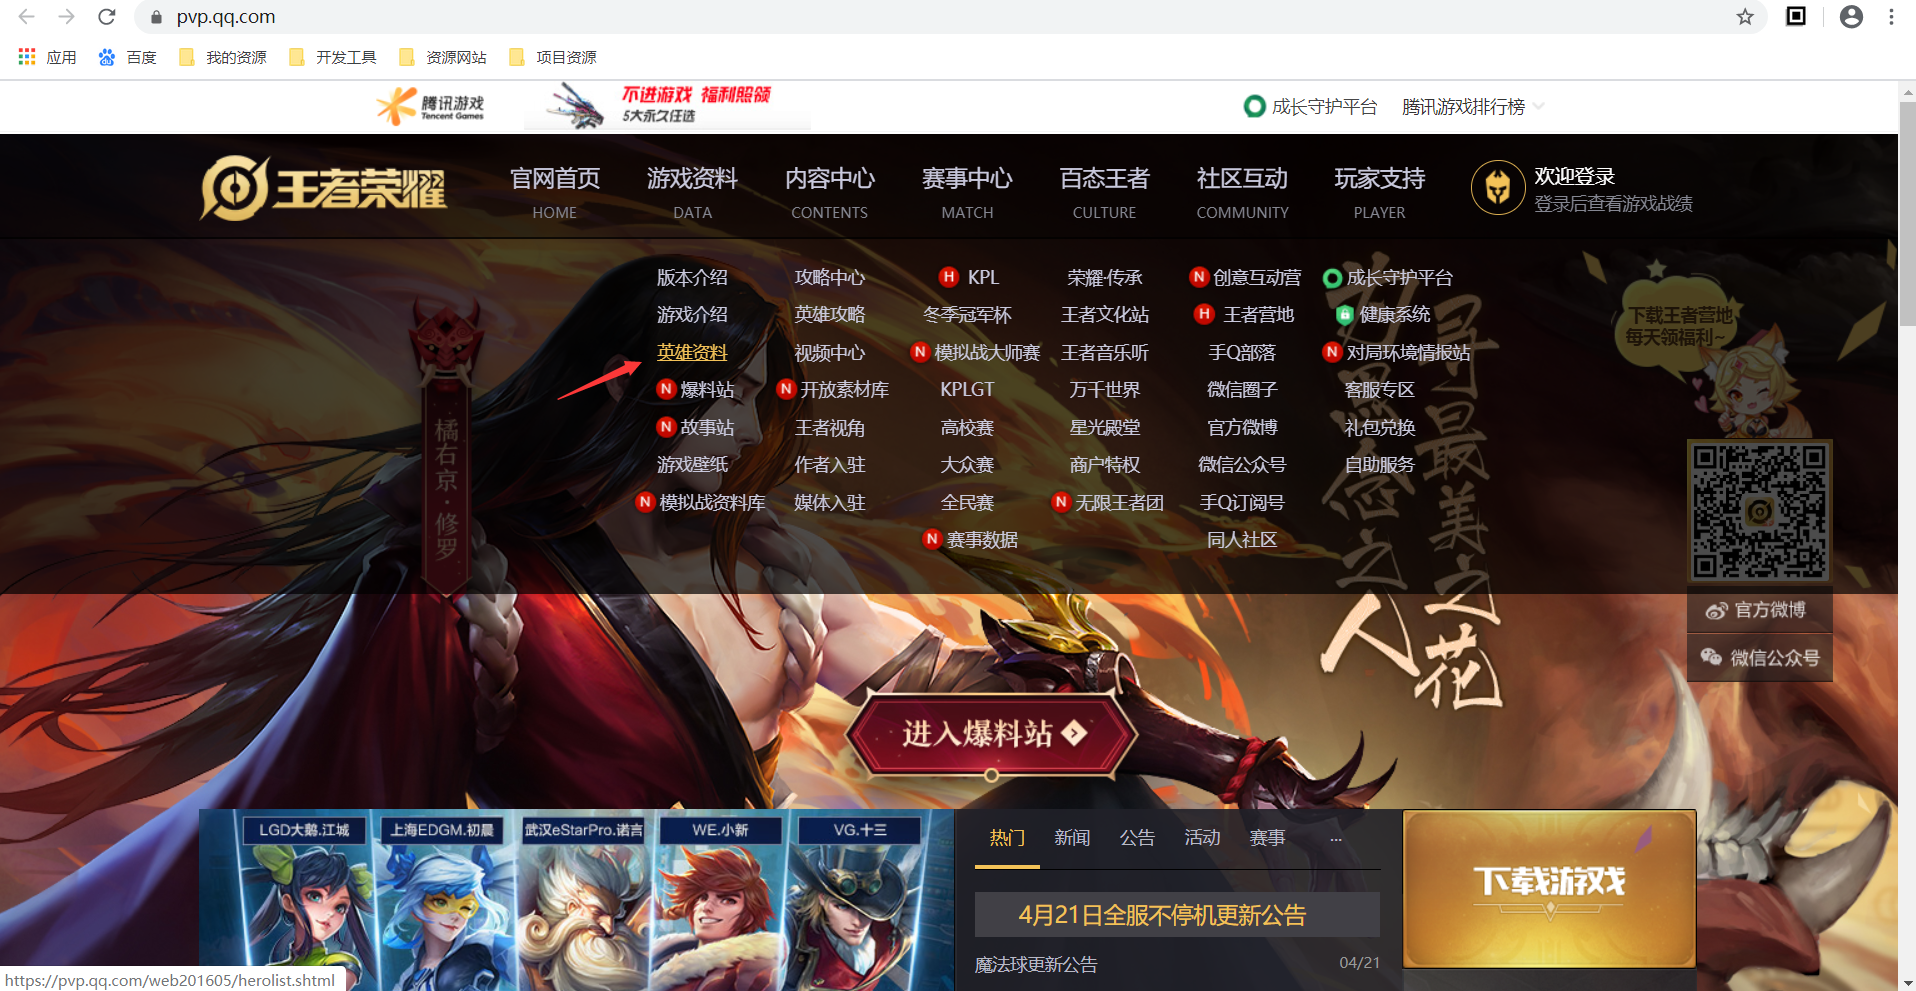 pvp.qq.com
应用
百度
我的资源
开发工具
资源网站
项目资源
腾讯游戏
Tencent Games
不进游戏 福利照领
5大永久任选
成长守护平台
腾讯游戏排行榜
王者荣耀
官网首页 游戏资料 内容中心 赛事中心 百态王者 社区互动 玩家支持
HOME DATA CONTENTS MATCH CULTURE COMMUNITY PLAYER
欢迎登录
登录后查看游戏战绩
版本介绍 攻略中心 H KPL 荣耀·传承 N 创意互动营 成长守护平台
游戏介绍 英雄攻略 冬季冠军杯 王者文化站 H 王者营地 健康系统
英雄资料 视频中心 N 模拟战大师赛 王者音乐听 手Q部落 N 对局环境情报站
N 爆料站 N 开放素材库 KPLGT 万千世界 微信圈子 客服专区
N 故事站 王者视角 高校赛 星光殿堂 官方微博 礼包兑换
游戏壁纸 作者入驻 大众赛 商户特权 微信公众号 自助服务
N 模拟战资料库 媒体入驻 全民赛 N 无限王者团 手Q订阅号
N 赛事数据 同人社区
橘右京·修罗
寻最美之花
之人
下载王者营地
每天领福利~
官方微博
微信公众号
进入爆料站
LGD大鹅.江城
上海EDGM.初晨
武汉eStarPro.诺言
WE.小新
VG.十三
热门 新闻 公告 活动 赛事 ...
4月21日全服不停机更新公告
魔法球更新公告 04/21
下载游戏
https://pvp.qq.com/web201605/herolist.shtml